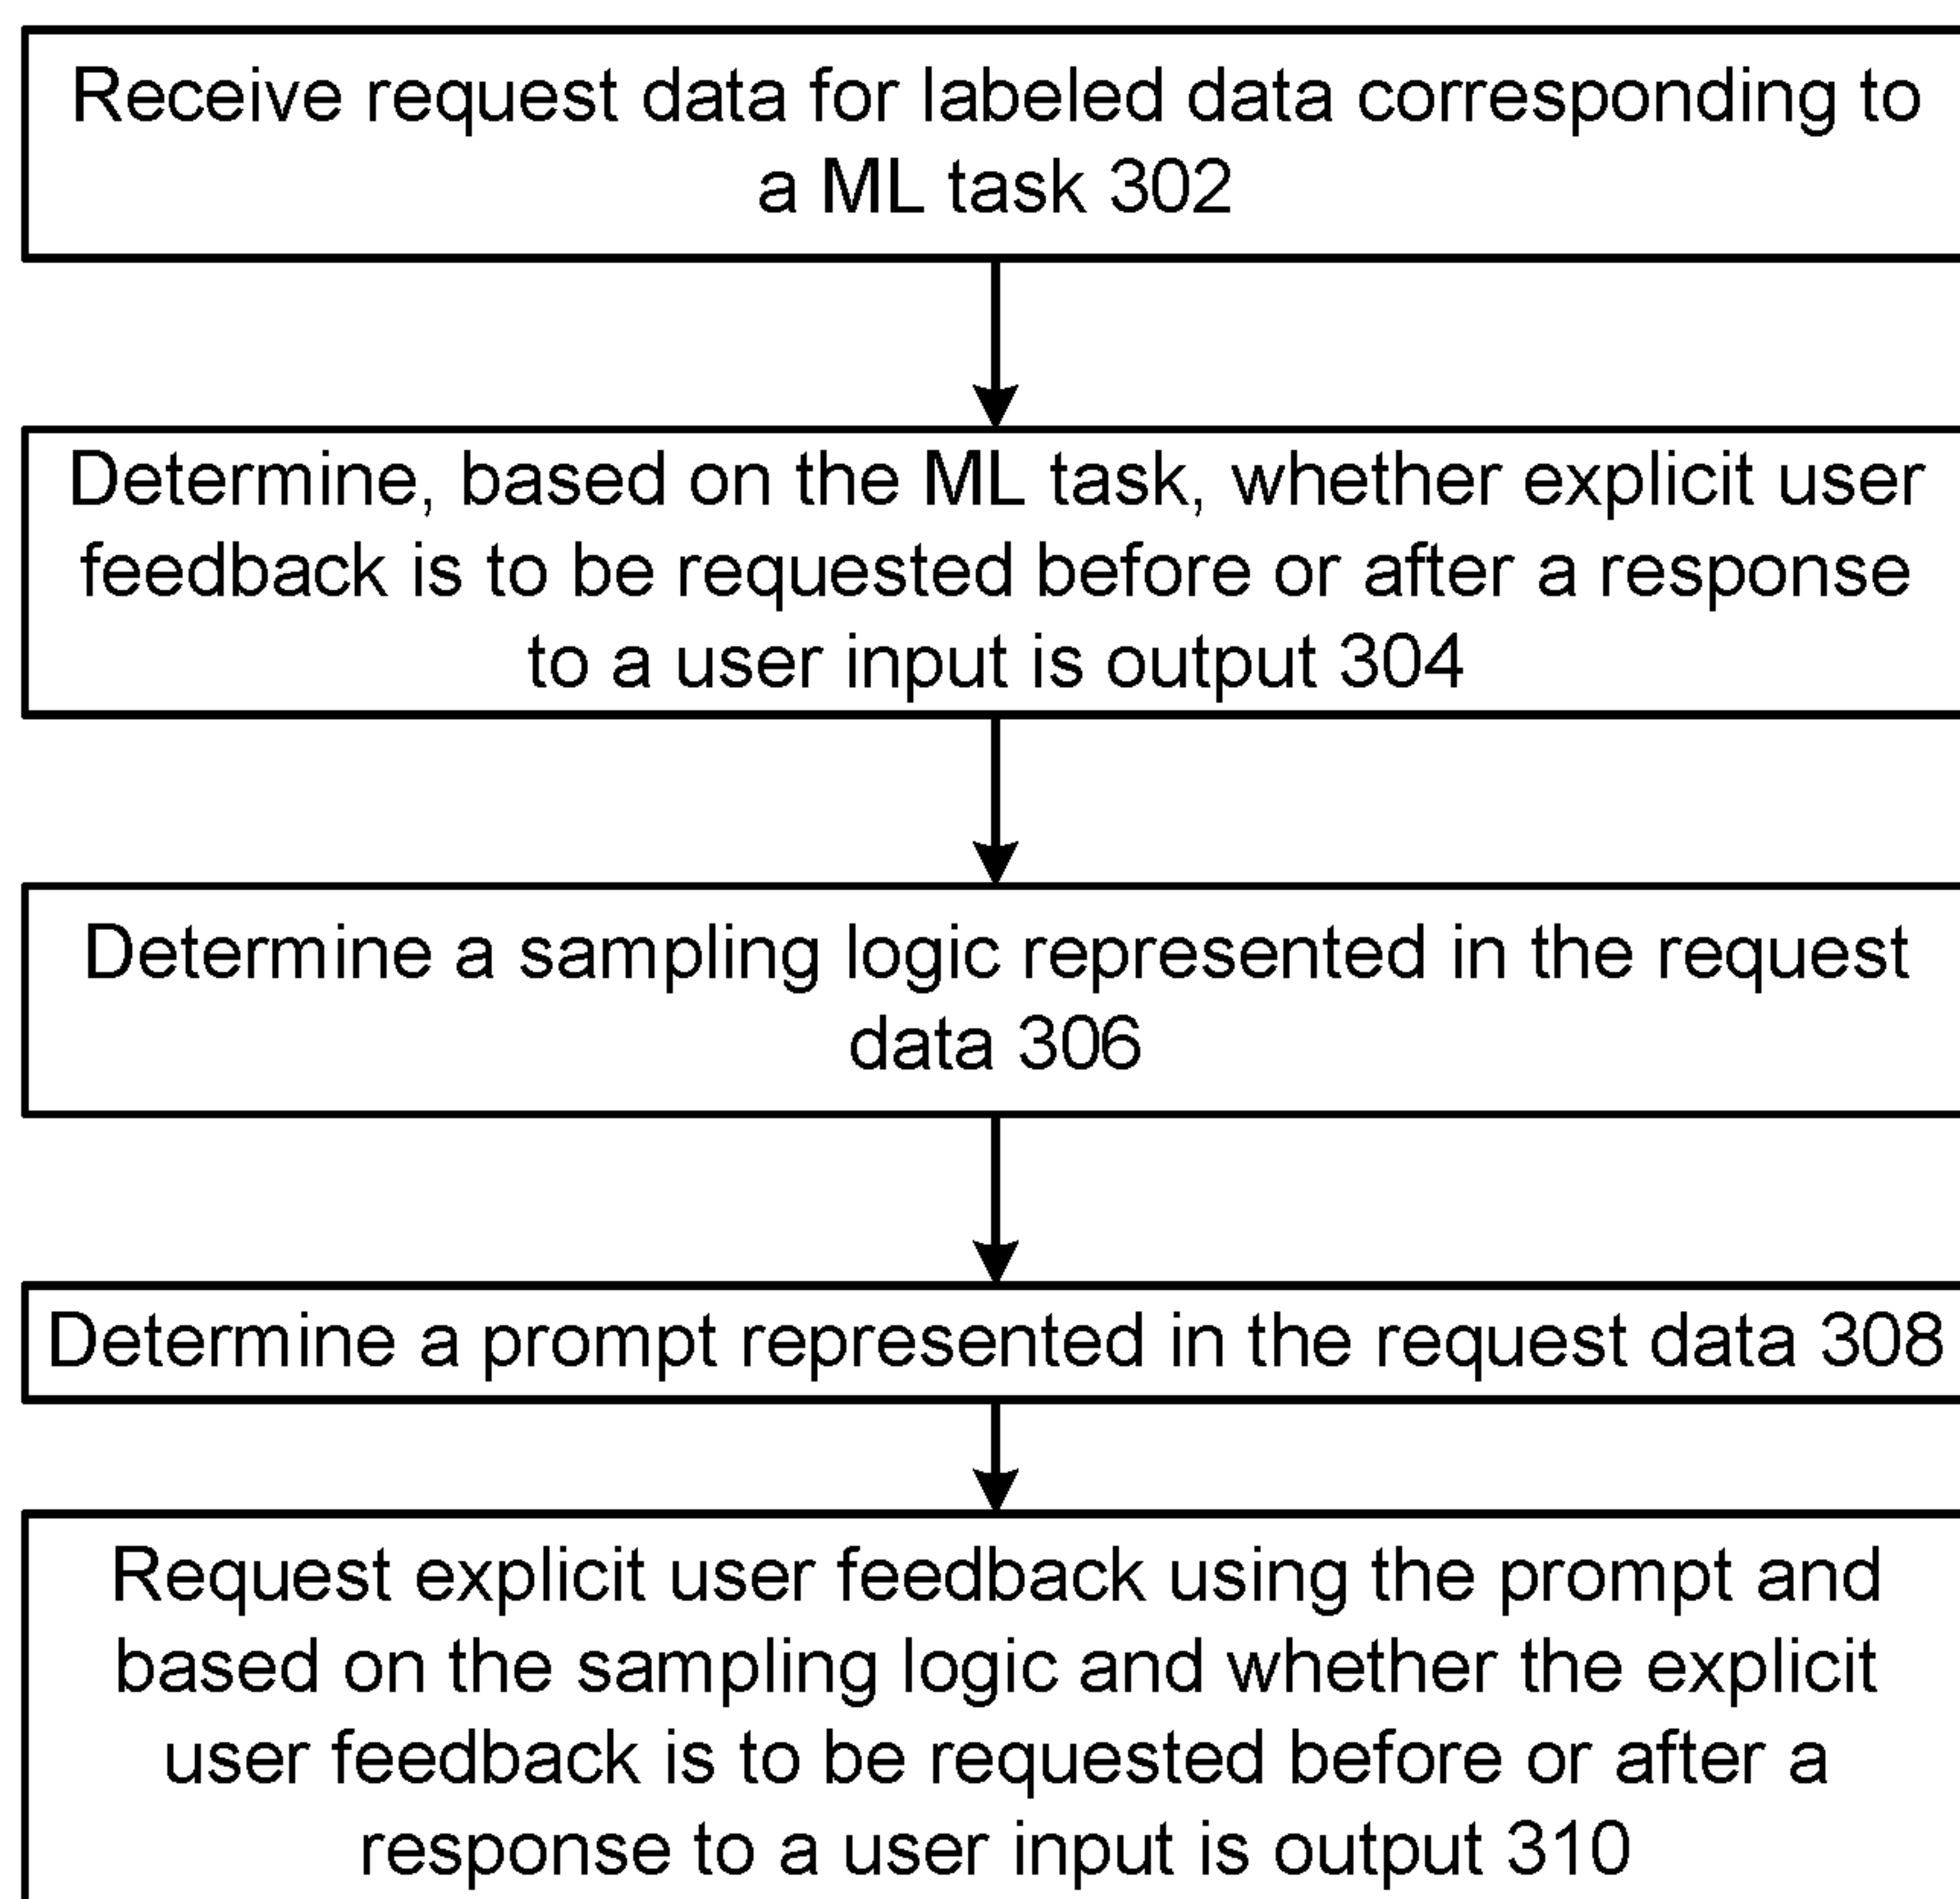 Receive request data for labeled data corresponding to
a ML task 302
Determine, based on the ML task, whether explicit user
feedback is to be requested before or after a response
to a user input is output 304
Determine a sampling logic represented in the request
data 306
Determine a prompt represented in the request data 308
Request explicit user feedback using the prompt and
based on the sampling logic and whether the explicit
user feedback is to be requested before or after a
response to a user input is output 310